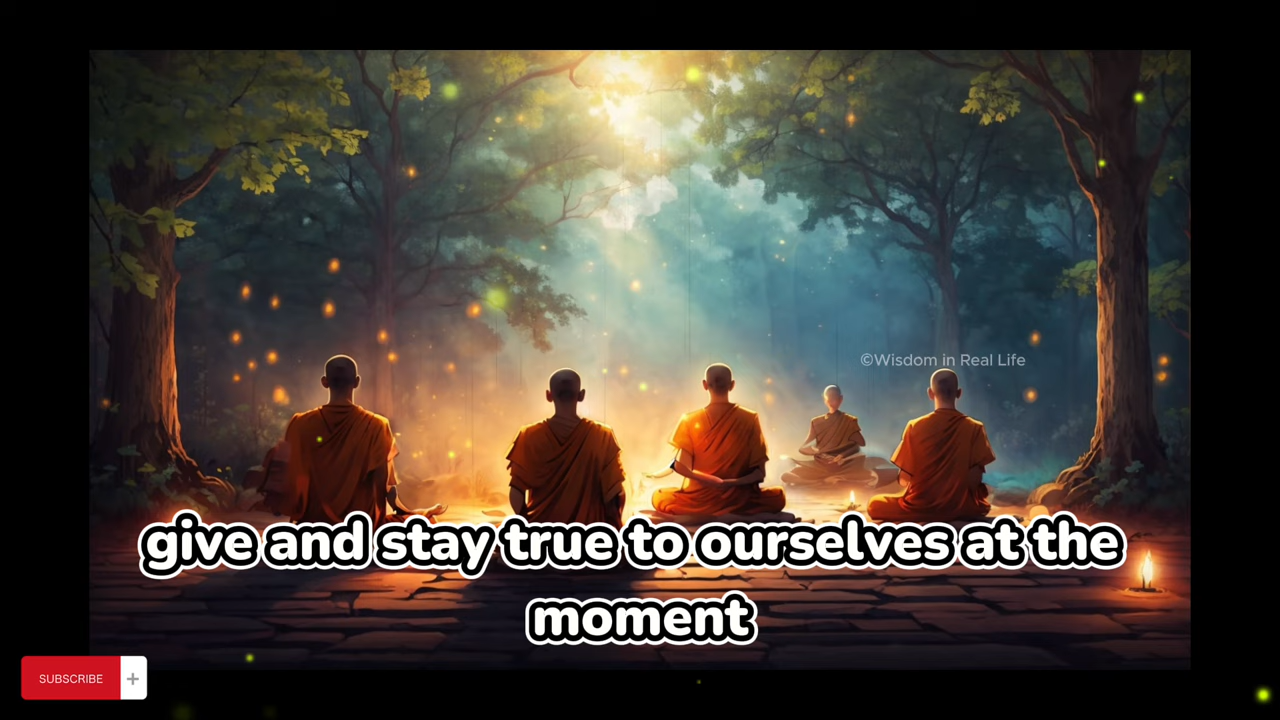 ©Wisdom in Real Life
give and stay true to ourselves at the
moment
SUBSCRIBE +